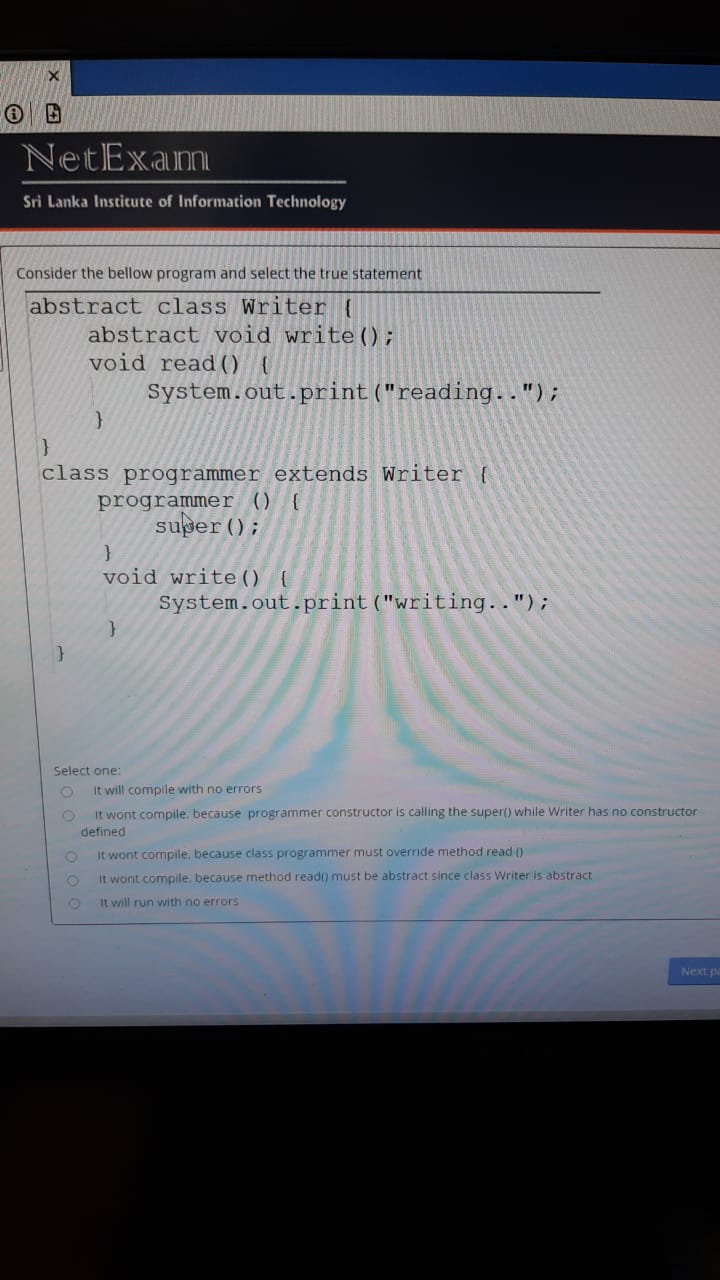 NetExam
Sri Lanka Institute of Information Technology
Consider the bellow program and select the true statement
abstract class Writer {
abstract void write();
void read() {
System.out.print("reading..");
}
}
class programmer extends Writer {
programmer () {
super();
}
void write() {
System.out.print("writing..");
}
}
Select one:
It will compile with no errors
It wont compile, because programmer constructor is calling the super() while Writer has no constructor
defined
It wont compile, because class programmer must override method read ()
It wont compile, because method read() must be abstract since class Writer is abstract
It will run with no errors
Next